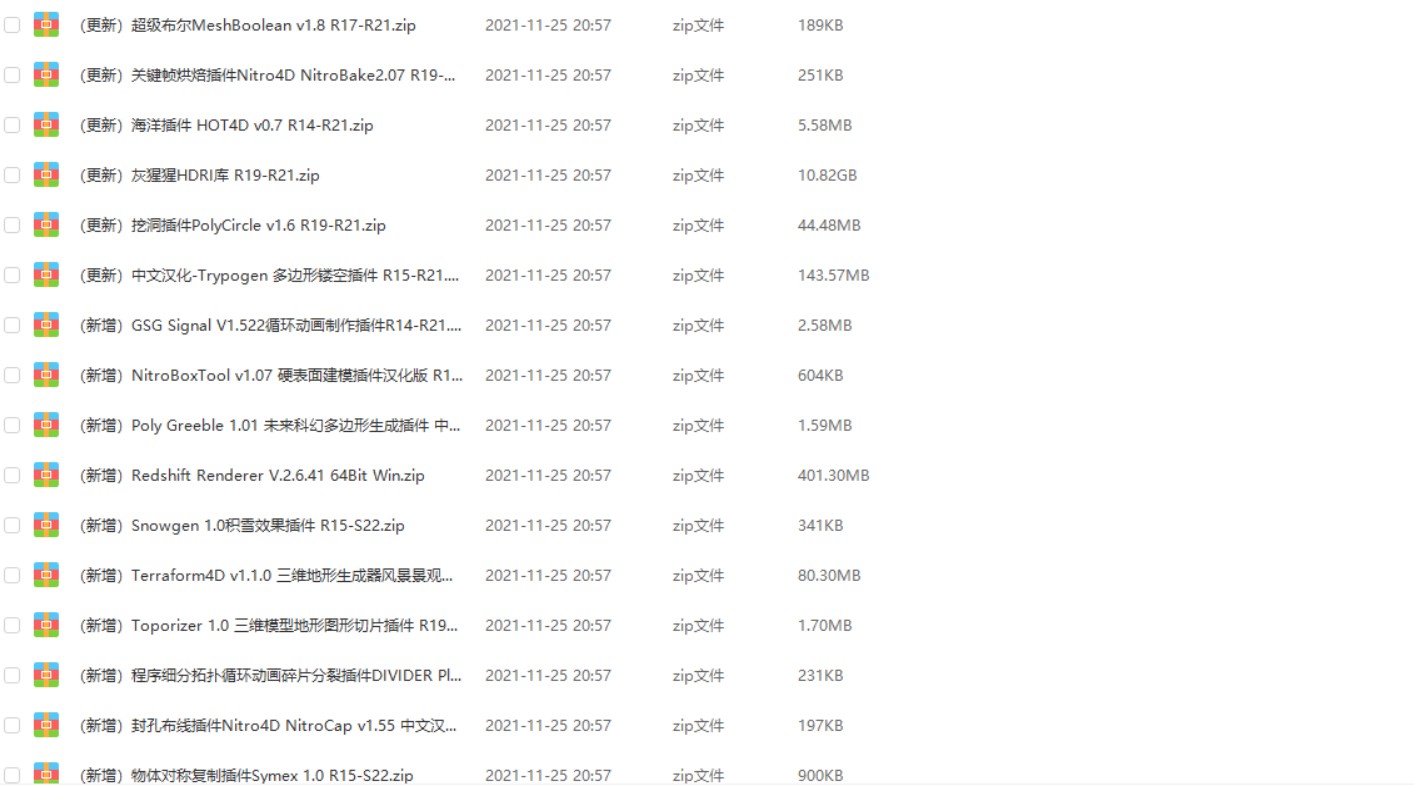 (更新) 超级布尔MeshBoolean v1.8 R17-R21.zip 2021-11-25 20:57 zip文件 189KB
(更新) 关键帧烘焙插件Nitro4D NitroBake2.07 R19-... 2021-11-25 20:57 zip文件 251KB
(更新) 海洋插件 HOT4D v0.7 R14-R21.zip 2021-11-25 20:57 zip文件 5.58MB
(更新) 灰猩猩HDRI库 R19-R21.zip 2021-11-25 20:57 zip文件 10.82GB
(更新) 挖洞插件PolyCircle v1.6 R19-R21.zip 2021-11-25 20:57 zip文件 44.48MB
(更新) 中文汉化-Trypogen 多边形镂空插件 R15-R21.... 2021-11-25 20:57 zip文件 143.57MB
(新增) GSG Signal V1.522循环动画制作插件R14-R21.... 2021-11-25 20:57 zip文件 2.58MB
(新增) NitroBoxTool v1.07 硬表面建模插件汉化版 R1... 2021-11-25 20:57 zip文件 604KB
(新增) Poly Greeble 1.01 未来科幻多边形生成插件 中... 2021-11-25 20:57 zip文件 1.59MB
(新增) Redshift Renderer V.2.6.41 64Bit Win.zip 2021-11-25 20:57 zip文件 401.30MB
(新增) Snowgen 1.0积雪效果插件 R15-S22.zip 2021-11-25 20:57 zip文件 341KB
(新增) Terraform4D v1.1.0 三维地形生成器风景景观... 2021-11-25 20:57 zip文件 80.30MB
(新增) Toporizer 1.0 三维模型地形图形切片插件 R19... 2021-11-25 20:57 zip文件 1.70MB
(新增) 程序细分拓扑循环动画碎片分裂插件DIVIDER Pl... 2021-11-25 20:57 zip文件 231KB
(新增) 封孔布线插件Nitro4D NitroCap v1.55 中文汉... 2021-11-25 20:57 zip文件 197KB
(新增) 物体对称复制插件Symex 1.0 R15-S22.zip 2021-11-25 20:57 zip文件 900KB